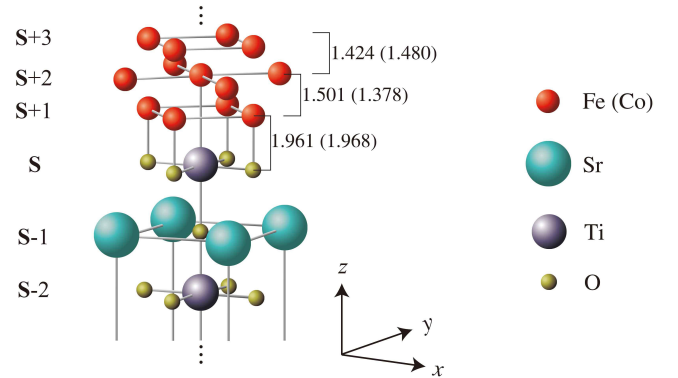 S+3
1.424 (1.480)
S+2
1.501 (1.378)
S+1
1.961 (1.968)
S
S-1
S-2
z
y
x
Fe (Co)
Sr
Ti
O